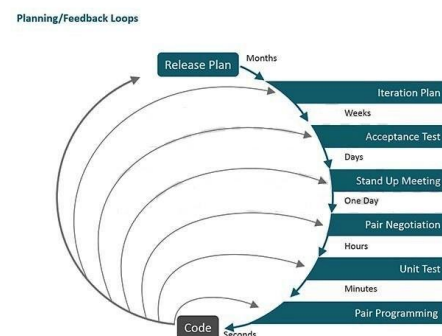 Planning/Feedback Loops
Release Plan
Months
Iteration Plan
Weeks
Acceptance Test
Days
Stand Up Meeting
One Day
Pair Negotiation
Hours
Unit Test
Minutes
Pair Programming
Code
Seconds